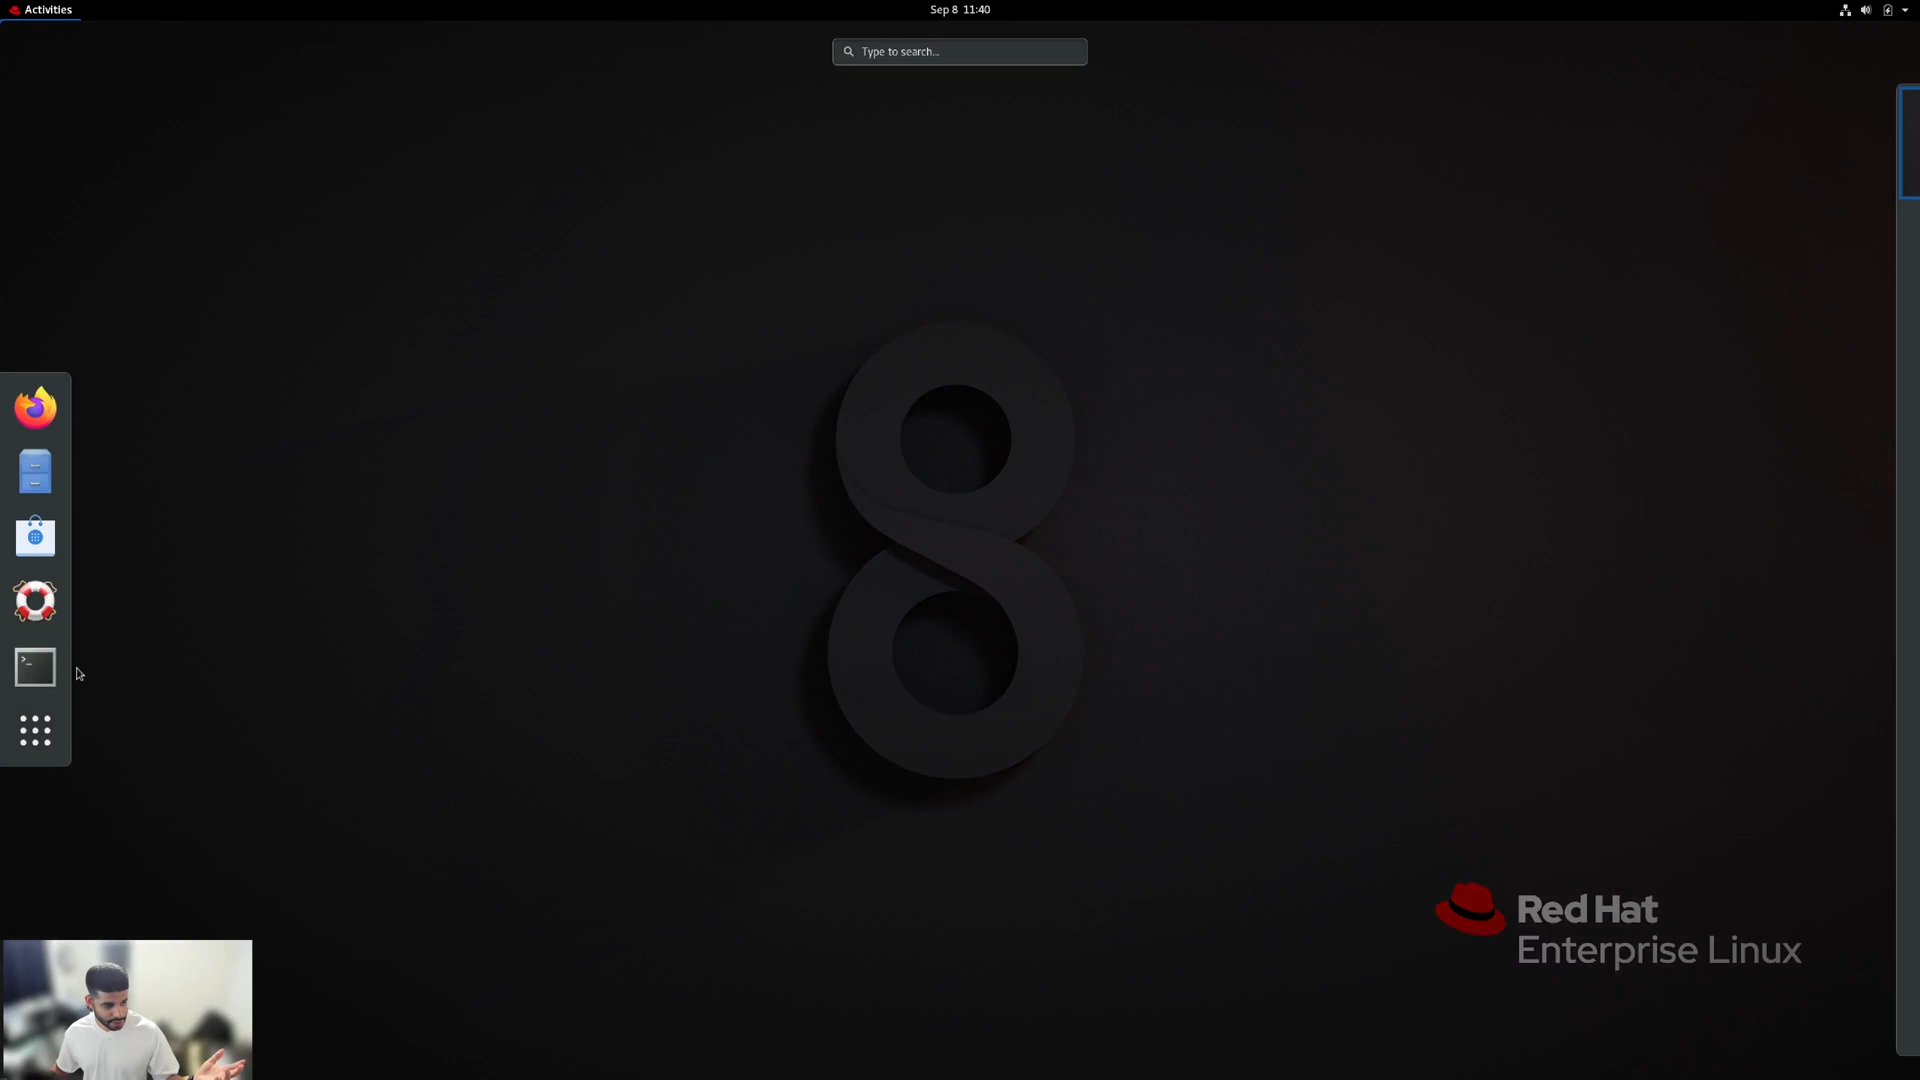 Activities
Sep 8 11:40
Type to search...
8
>_
Red Hat
Enterprise Linux